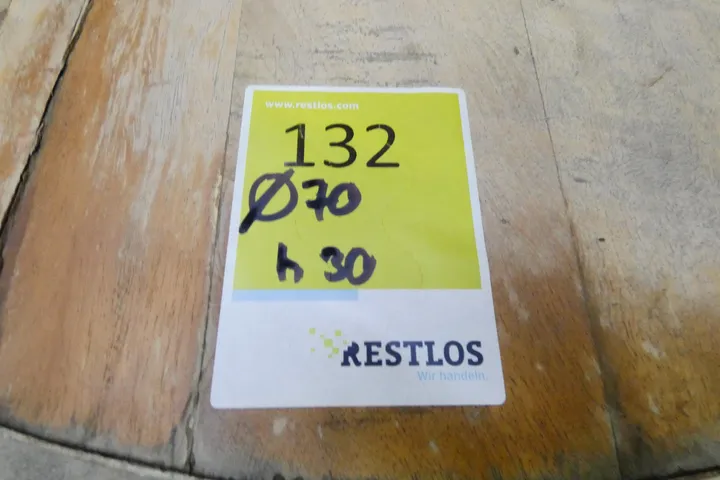 www.restlos.com
132
Ø70
h 30
RESTLOS
Wir handeln.